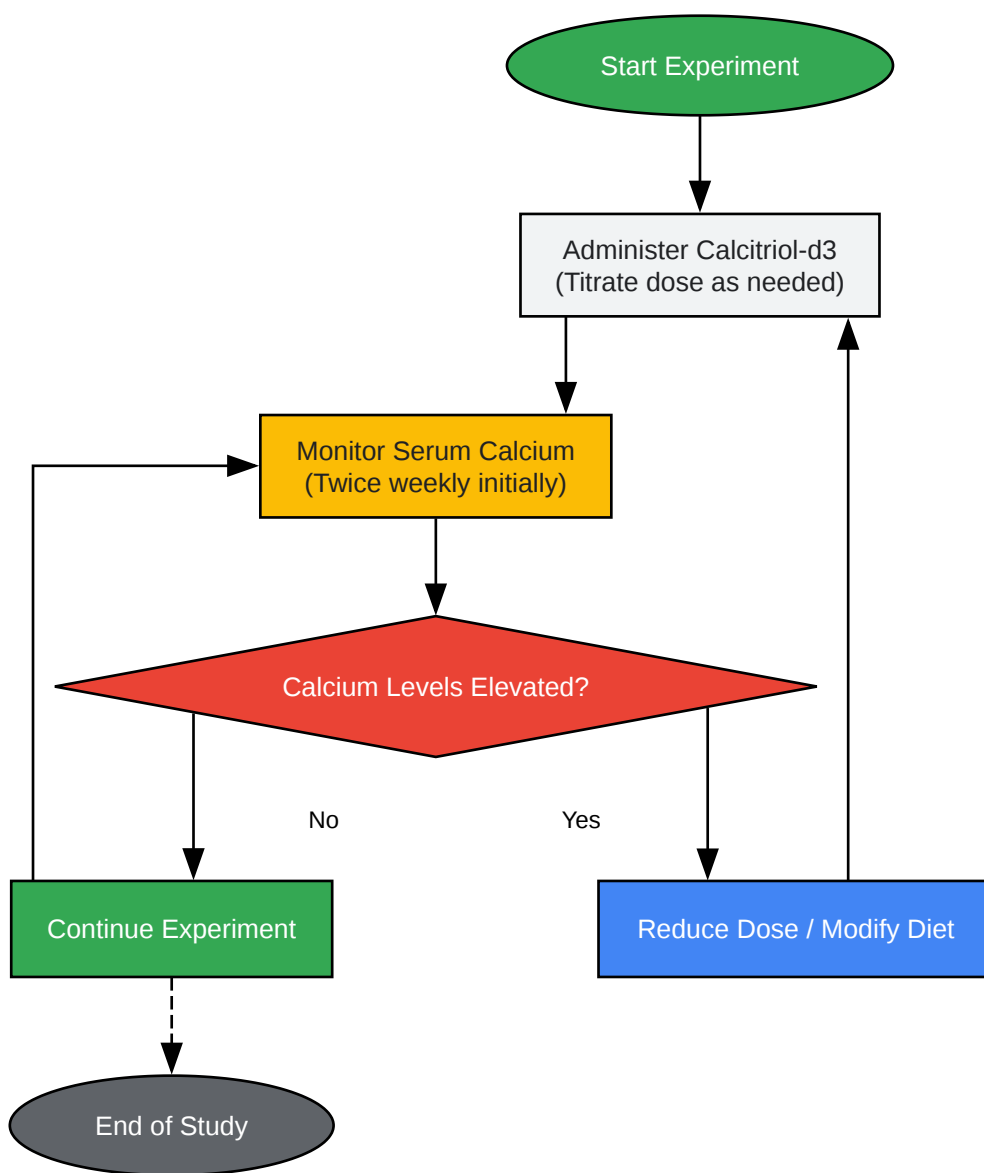 Start Experiment
Administer Calcitriol-d3
(Titrate dose as needed)
Monitor Serum Calcium
(Twice weekly initially)
Calcium Levels Elevated?
No
Yes
Continue Experiment
Reduce Dose / Modify Diet
End of Study